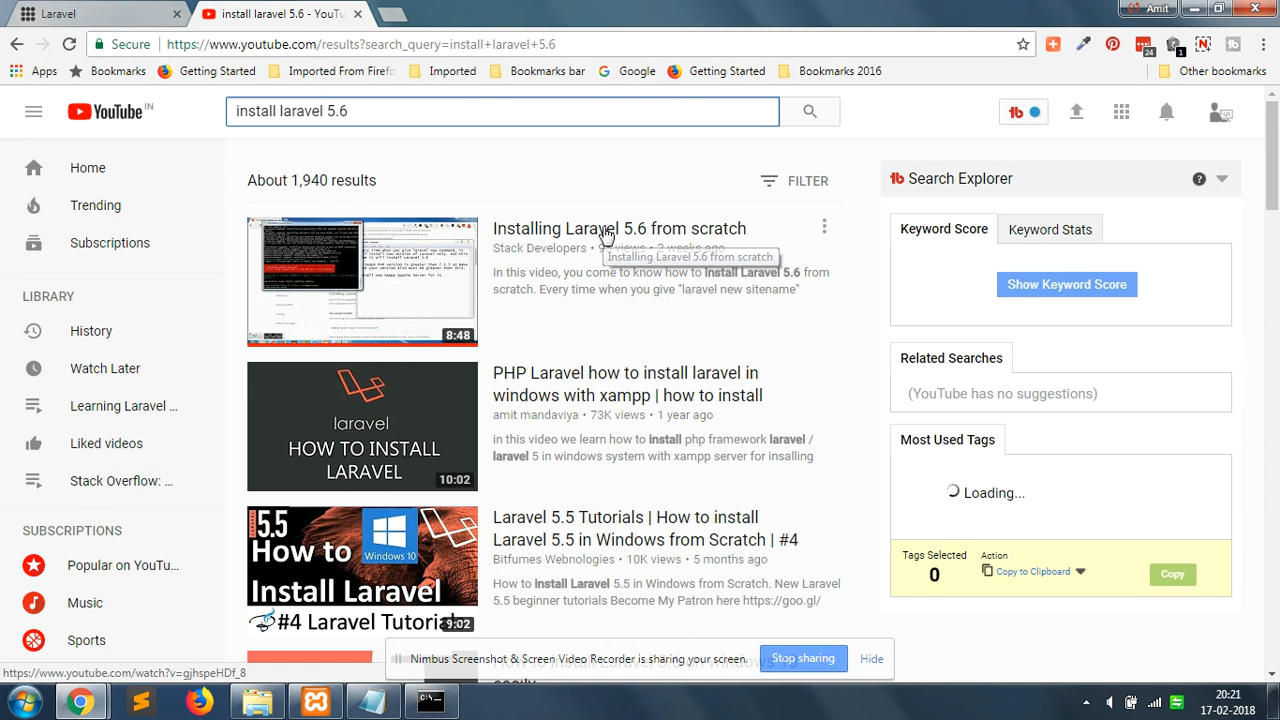 Laravel
install laravel 5.6 - YouTu
Amit
Secure
https://www.youtube.com/results?search_query=install+laravel+5.6
24
1
Apps
Bookmarks
Getting Started
Imported From Firefo
Imported
Bookmarks bar
Google
Getting Started
Bookmarks 2016
Other bookmarks
YouTube IN
install laravel 5.6
tb
Home
Trending
Subscriptions
LIBRARY
History
Watch Later
Learning Laravel ...
Liked videos
Stack Overflow: ...
SUBSCRIPTIONS
Popular on YouTu...
Music
Sports
About 1,940 results
FILTER
8:48
Installing Laravel 5.6 from scratch
Stack Developers
Installing Laravel 5.6 from scratch
In this video, you come to know how to install Laravel 5.6 from
scratch. Every time when you give "laravel new sitename"
laravel
HOW TO INSTALL
LARAVEL
10:02
PHP Laravel how to install laravel in
windows with xampp | how to install
amit mandaviya • 73K views • 1 year ago
in this video we learn how to install php framework laravel /
laravel 5 in windows system with xampp server for insalling
5.5
How to
Windows 10
Install Laravel
#4 Laravel Tutoria
9:02
Laravel 5.5 Tutorials | How to install
Laravel 5.5 in Windows from Scratch | #4
Bitfumes Webnologies • 10K views • 5 months ago
How to install Laravel 5.5 in Windows from Scratch. New Laravel
5.5 beginner tutorials Become My Patron here https://goo.gl/
tb Search Explorer
?
Keyword Score
Keyword Stats
Show Keyword Score
Related Searches
(YouTube has no suggestions)
Most Used Tags
Loading...
Tags Selected
0
Action
Copy to Clipboard
Copy
Nimbus Screenshot & Screen Video Recorder is sharing your screen.
Stop sharing
Hide
https://www.youtube.com/watch?v=gjhspeHDf_8
20:21
17-02-2018